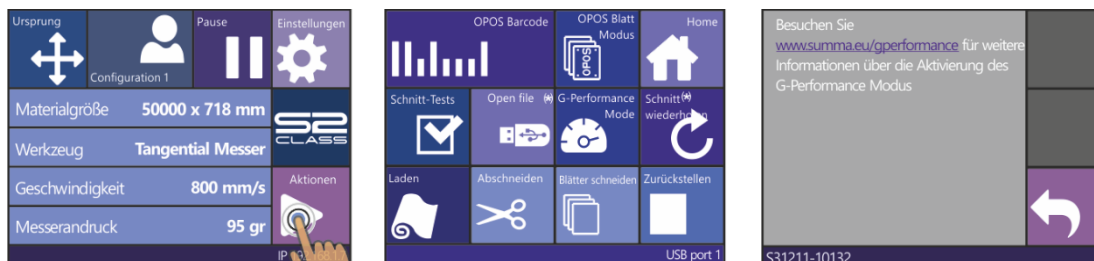 Ursprung
Configuration 1
Pause
Einstellungen
Materialgröße 50000 x 718 mm
S2
CLASS
Werkzeug Tangential Messer
Geschwindigkeit 800 mm/s
Aktionen
Messerandruck 95 gr
IP
OPOS Barcode
OPOS Blatt
Modus
OPOS
Home
Schnitt-Tests
Open file (*)
G-Performance
Mode
Schnitt (*)
wiederholen
Laden
Abschneiden
Blätter schneiden
Zurückstellen
USB port 1
Besuchen Sie
www.summa.eu/gperformance für weitere
Informationen über die Aktivierung des
G-Performance Modus
S31211-10132